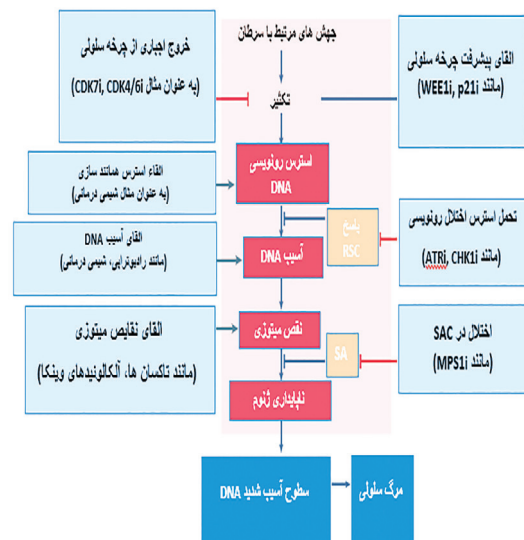 جهش های مرتبط با سرطان
خروج اجباری از چرخه سلولی
(به عنوان مثال CDK7i, CDK4/6i)
تکثیر
القای پیشرفت چرخه سلولی
(مانند WEE1i, p21i)
القاء استرس همانند سازی
(به عنوان مثال شیمی درمانی)
استرس رونویسی
DNA
القای آسیب DNA
(مانند رادیوتراپی، شیمی درمانی)
پاسخ
RSC
تحمل استرس اختلال رونویسی
(مانند ATRi, CHK1i)
آسیب DNA
القای نقایص میتوزی
(مانند تاکسان ها، آلکالوئیدهای وینکا)
نقص میتوزی
SA
اختلال در SAC
(مانند MPS1i)
ناپایداری ژنوم
سطوح آسیب شدید DNA
مرگ سلولی